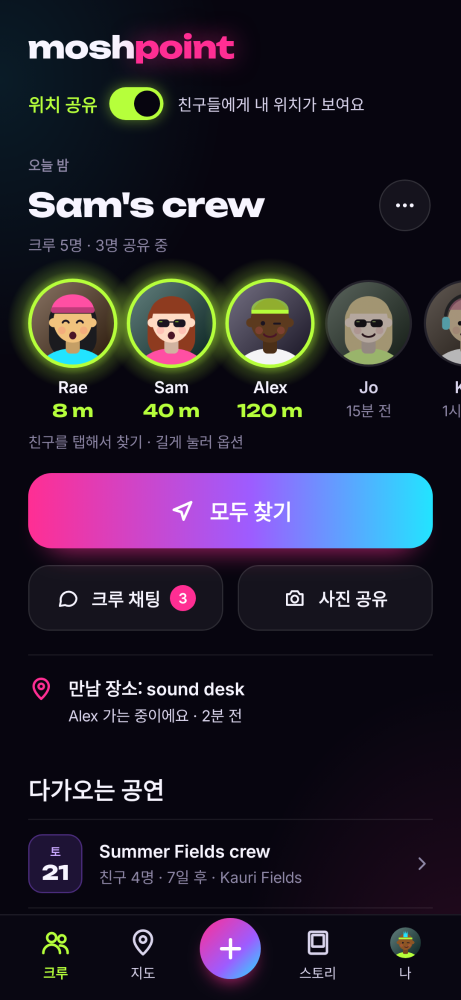 moshpoint
위치 공유 친구들에게 내 위치가 보여요
오늘 밤
Sam's crew
크루 5명 · 3명 공유 중
Rae Sam Alex Jo
8 m 40 m 120 m 15분 전
친구를 탭해서 찾기 · 길게 눌러 옵션
모두 찾기
크루 채팅 3 사진 공유
만남 장소: sound desk
Alex 가는 중이에요 · 2분 전
다가오는 공연
토
21
Summer Fields crew
친구 4명 · 7일 후 · Kauri Fields
크루 지도 스토리 나